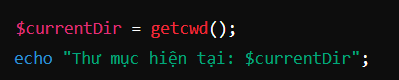 $currentDir = getcwd();
echo "Thư mục hiện tại: $currentDir";